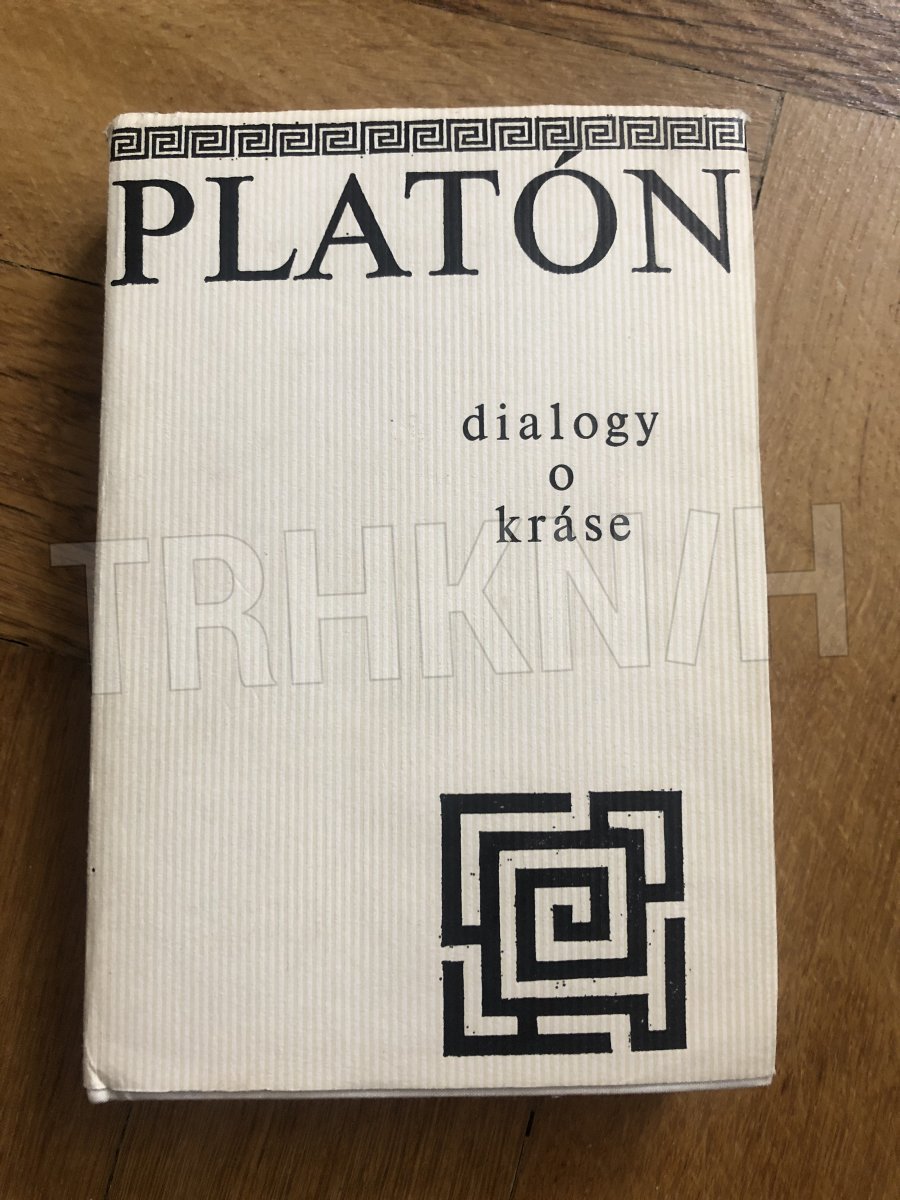 PLATÓN
dialogy
o
kráse
TRHKNIH